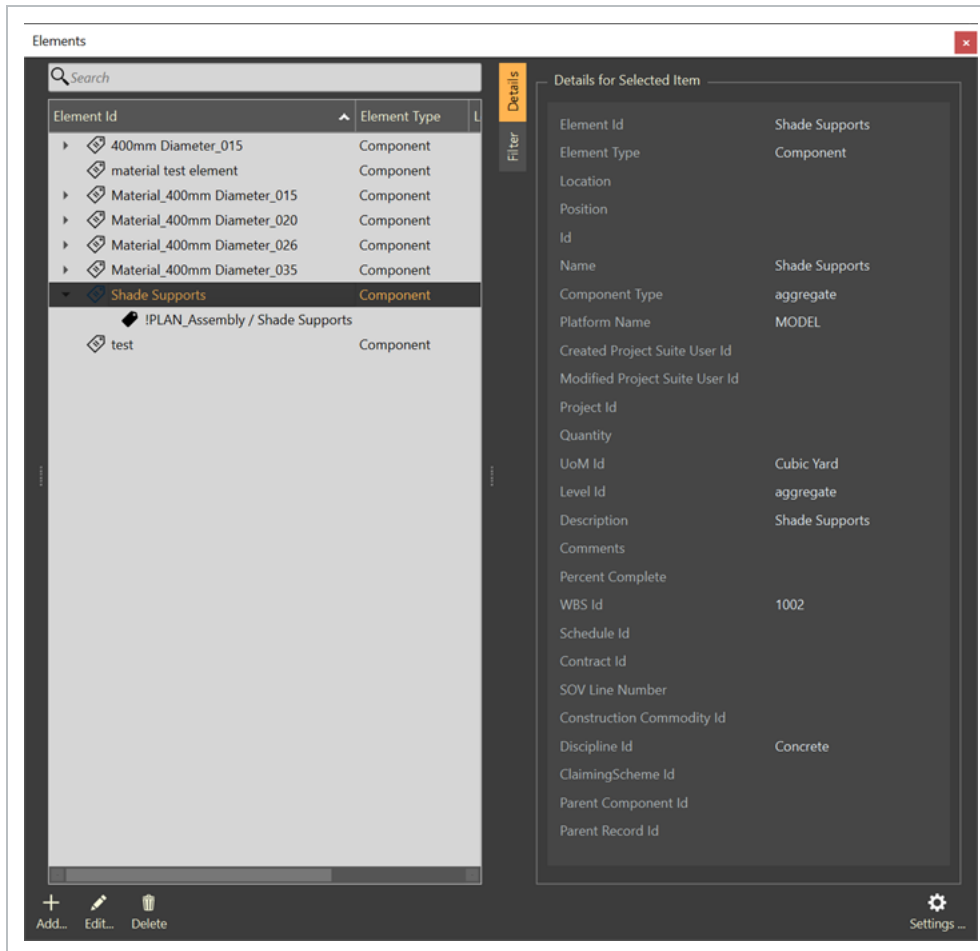 Elements
Search
Element Id Element Type L
400mm Diameter_015 Component
material test element Component
Material_400mm Diameter_015 Component
Material_400mm Diameter_020 Component
Material_400mm Diameter_026 Component
Material_400mm Diameter_035 Component
Shade Supports Component
!PLAN_Assembly / Shade Supports
test Component
Details
Filter
Details for Selected Item
Element Id Shade Supports
Element Type Component
Location
Position
Id
Name Shade Supports
Component Type aggregate
Platform Name MODEL
Created Project Suite User Id
Modified Project Suite User Id
Project Id
Quantity
UoM Id Cubic Yard
Level Id aggregate
Description Shade Supports
Comments
Percent Complete
WBS Id 1002
Schedule Id
Contract Id
SOV Line Number
Construction Commodity Id
Discipline Id Concrete
ClaimingScheme Id
Parent Component Id
Parent Record Id
Add... Edit... Delete Settings ...